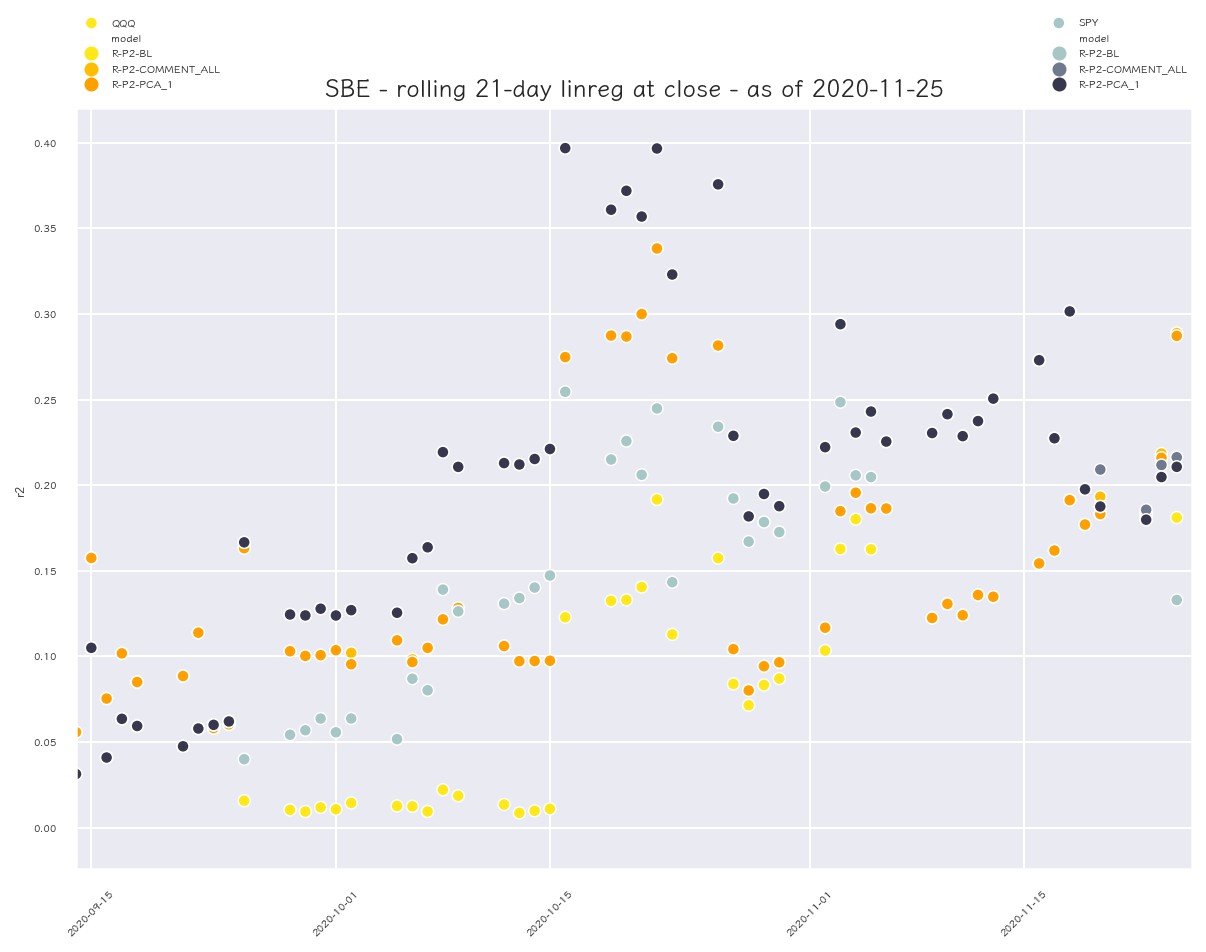 QQQ
model
R-P2-BL
R-P2-COMMENT_ALL
R-P2-PCA_1
SPY
model
R-P2-BL
R-P2-COMMENT_ALL
R-P2-PCA_1
SBE - rolling 21-day linreg at close - as of 2020-11-25
0.40
0.35
0.30
0.25
0.20
0.15
0.10
0.05
0.00
r2
2020-09-15
2020-10-01
2020-10-15
2020-11-01
2020-11-15